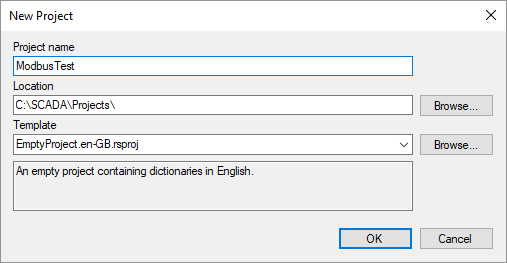 New Project
Project name
ModbusTest
Location
C:\SCADA\Projects\
Browse...
Template
EmptyProject.en-GB.rsproj
Browse...
An empty project containing dictionaries in English.
OK
Cancel